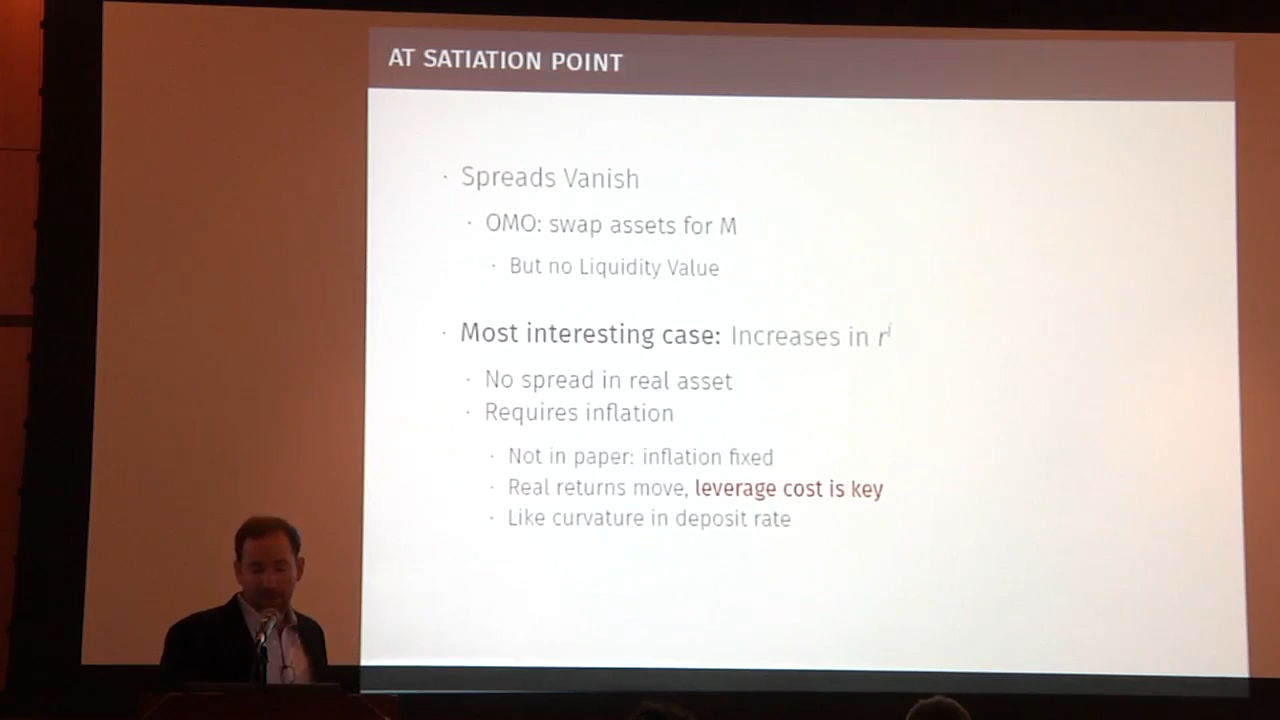 AT SATIATION POINT
· Spreads Vanish
· OMO: swap assets for M
· But no Liquidity Value
· Most interesting case: Increases in rⁱ
· No spread in real asset
· Requires inflation
· Not in paper: inflation fixed
· Real returns move, leverage cost is key
· Like curvature in deposit rate